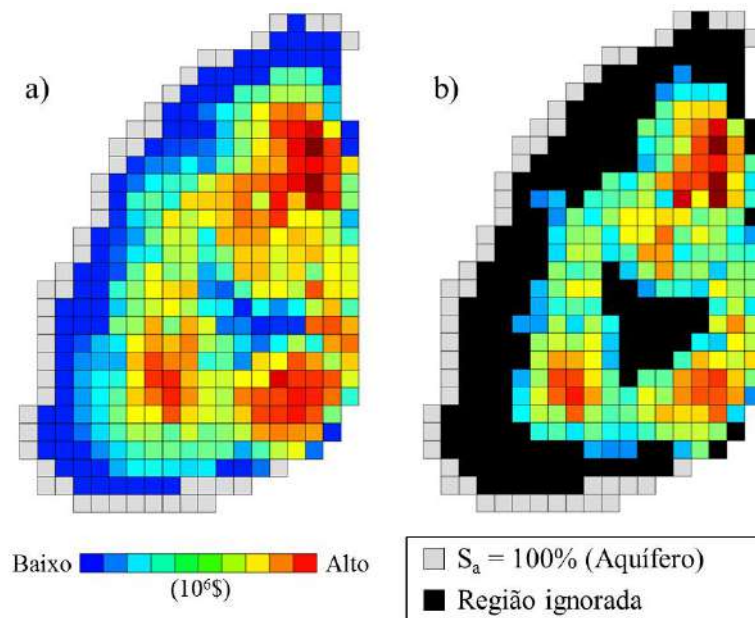 a)
b)
Baixo
Alto
(10⁶$)
Sₐ = 100% (Aquífero)
Região ignorada